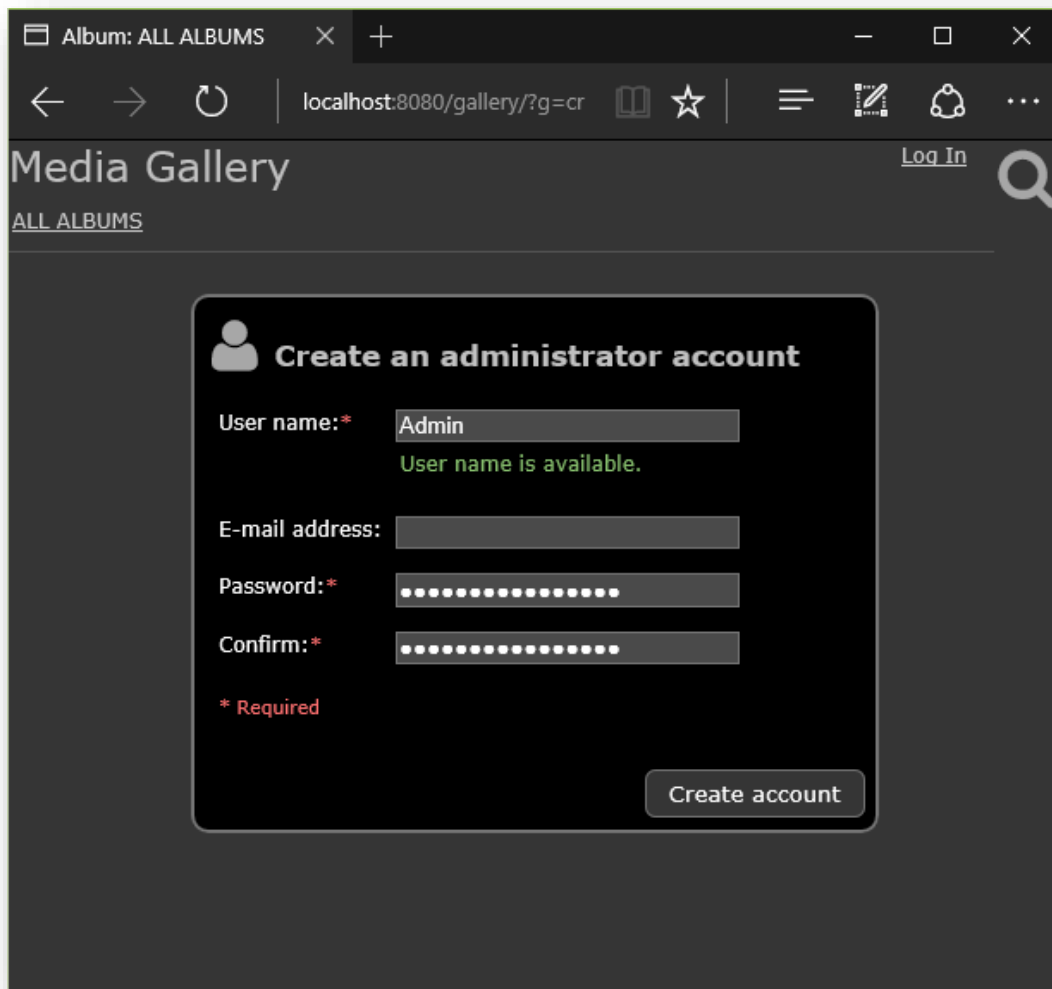 Album: ALL ALBUMS
localhost:8080/gallery/?g=cr
Media Gallery
Log In
ALL ALBUMS
Create an administrator account
User name:* Admin
User name is available.
E-mail address:
Password:* ••••••••••••••••
Confirm:* ••••••••••••••••
* Required
Create account